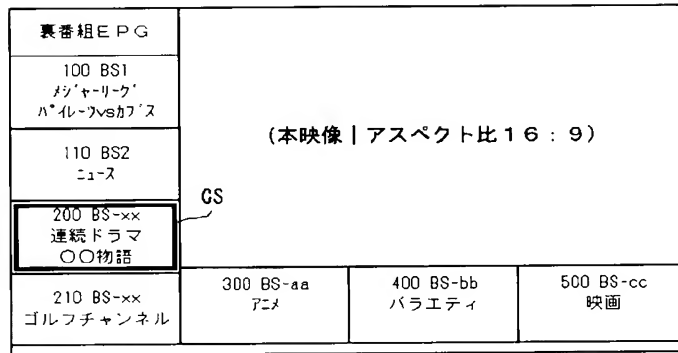 裏番組EPG
100 BS1
メジャーリーグ
パイレーツvsカブス
110 BS2
ニュース
200 BS-××
連続ドラマ
〇〇物語
210 BS-××
ゴルフチャンネル
(本映像|アスペクト比16:9)
CS
300 BS-aa
アニメ
400 BS-bb
バラエティ
500 BS-cc
映画